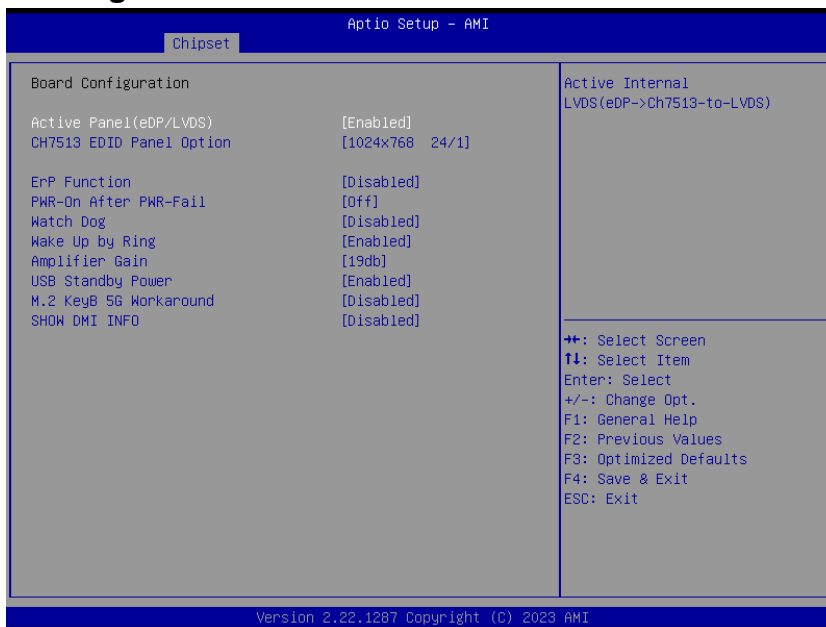 Aptio Setup – AMI
Chipset
Board Configuration
Active Panel(eDP/LVDS) [Enabled]
CH7513 EDID Panel Option [1024x768 24/1]
ErP Function [Disabled]
PWR-On After PWR-Fail [Off]
Watch Dog [Disabled]
Wake Up by Ring [Enabled]
Amplifier Gain [19db]
USB Standby Power [Enabled]
M.2 KeyB 5G Workaround [Disabled]
SHOW DMI INFO [Disabled]
Active Internal
LVDS(eDP->Ch7513-to-LVDS)
→←: Select Screen
↑↓: Select Item
Enter: Select
+/-: Change Opt.
F1: General Help
F2: Previous Values
F3: Optimized Defaults
F4: Save & Exit
ESC: Exit
Version 2.22.1287 Copyright (C) 2023 AMI